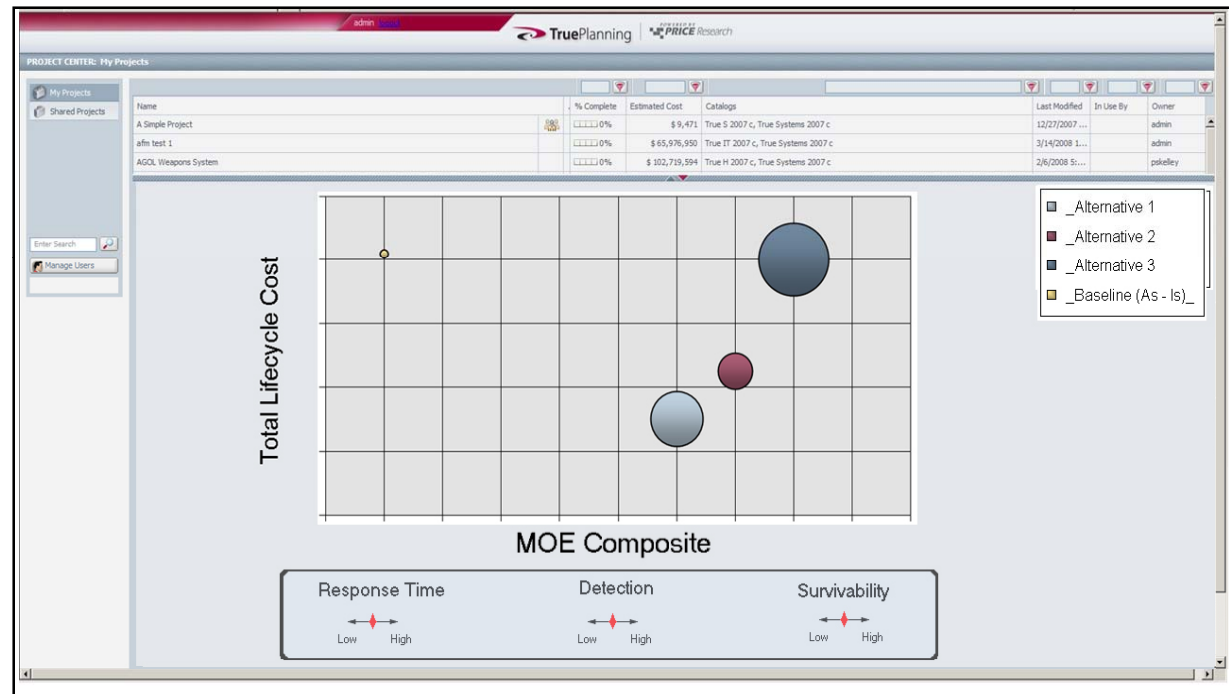 admin logout
TruePlanning POWERED BY PRICE Research
PROJECT CENTER: My Projects
My Projects
Shared Projects
Enter Search
Manage Users
Name % Complete Estimated Cost Catalogs Last Modified In Use By Owner
A Simple Project 0% $ 9,471 True S 2007 c, True Systems 2007 c 12/27/2007 ... admin
afm test 1 0% $ 65,976,950 True IT 2007 c, True Systems 2007 c 3/14/2008 1... admin
AGOL Weapons System 0% $ 102,719,594 True H 2007 c, True Systems 2007 c 2/6/2008 5:... pskelley
_Alternative 1
_Alternative 2
_Alternative 3
_Baseline (As - Is)_
Total Lifecycle Cost
MOE Composite
Response Time
Low High
Detection
Low High
Survivability
Low High